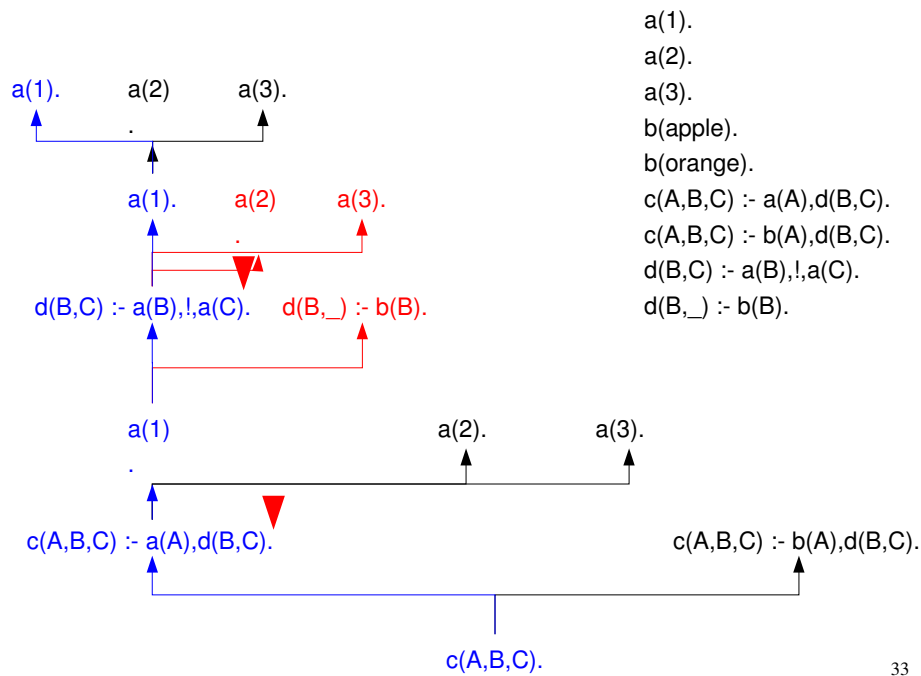 a(1).
a(2).
a(3).
b(apple).
b(orange).
c(A,B,C) :- a(A),d(B,C).
c(A,B,C) :- b(A),d(B,C).
d(B,C) :- a(B),!,a(C).
d(B,_) :- b(B).
a(1). a(2) a(3).
.
a(1). a(2) a(3).
.
d(B,C) :- a(B),!,a(C). d(B,_) :- b(B).
a(1) a(2). a(3).
.
c(A,B,C) :- a(A),d(B,C). c(A,B,C) :- b(A),d(B,C).
c(A,B,C).
33